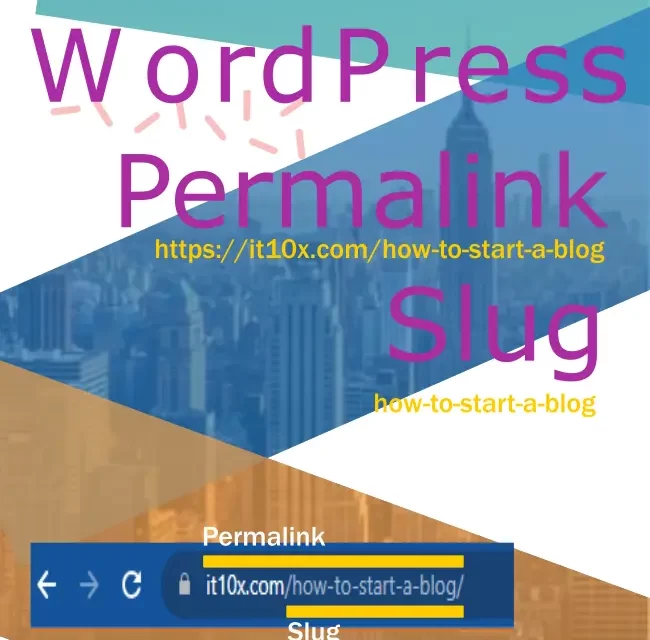 WordPress
Permalink
https://it10x.com/how-to-start-a-blog
Slug
how-to-start-a-blog
Permalink
it10x.com/how-to-start-a-blog/
Slug